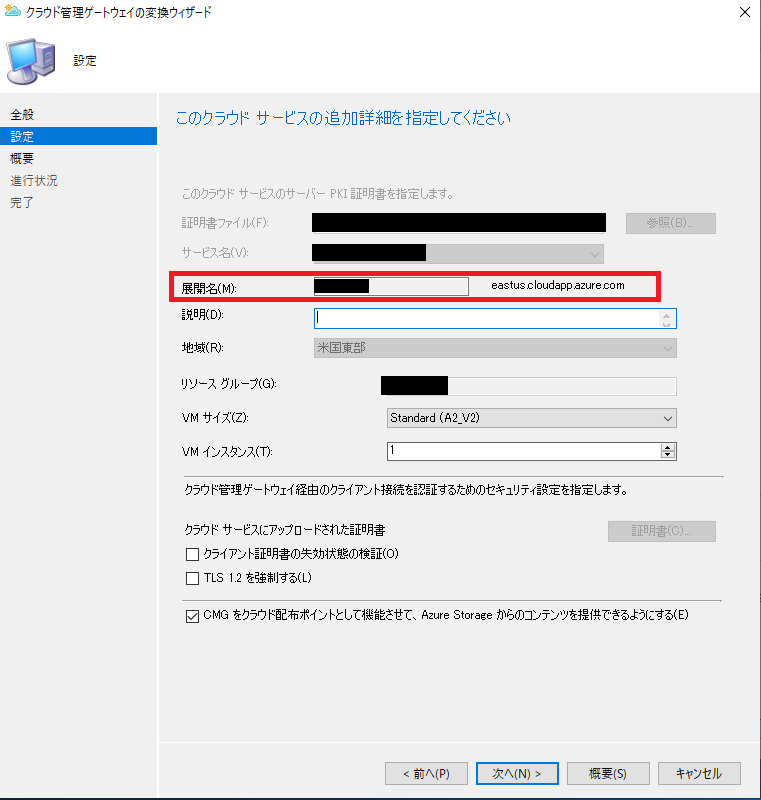 クラウド管理ゲートウェイの変換ウィザード
設定
全般
設定
概要
進行状況
完了
このクラウド サービスの追加詳細を指定してください
このクラウド サービスのサーバー PKI 証明書を指定します。
証明書ファイル(F):
参照(B)...
サービス名(V):
展開名(M):
eastus.cloudapp.azure.com
説明(D):
地域(R):
米国東部
リソース グループ(G):
VM サイズ(Z):
Standard (A2_V2)
VM インスタンス(T):
1
クラウド管理ゲートウェイ経由のクライアント接続を認証するためのセキュリティ設定を指定します。
クラウド サービスにアップロードされた証明書
証明書(C)...
クライアント証明書の失効状態の検証(O)
TLS 1.2 を強制する(L)
CMG をクラウド配布ポイントとして機能させて、Azure Storage からのコンテンツを提供できるようにする(E)
< 前へ(P)
次へ(N) >
概要(S)
キャンセル